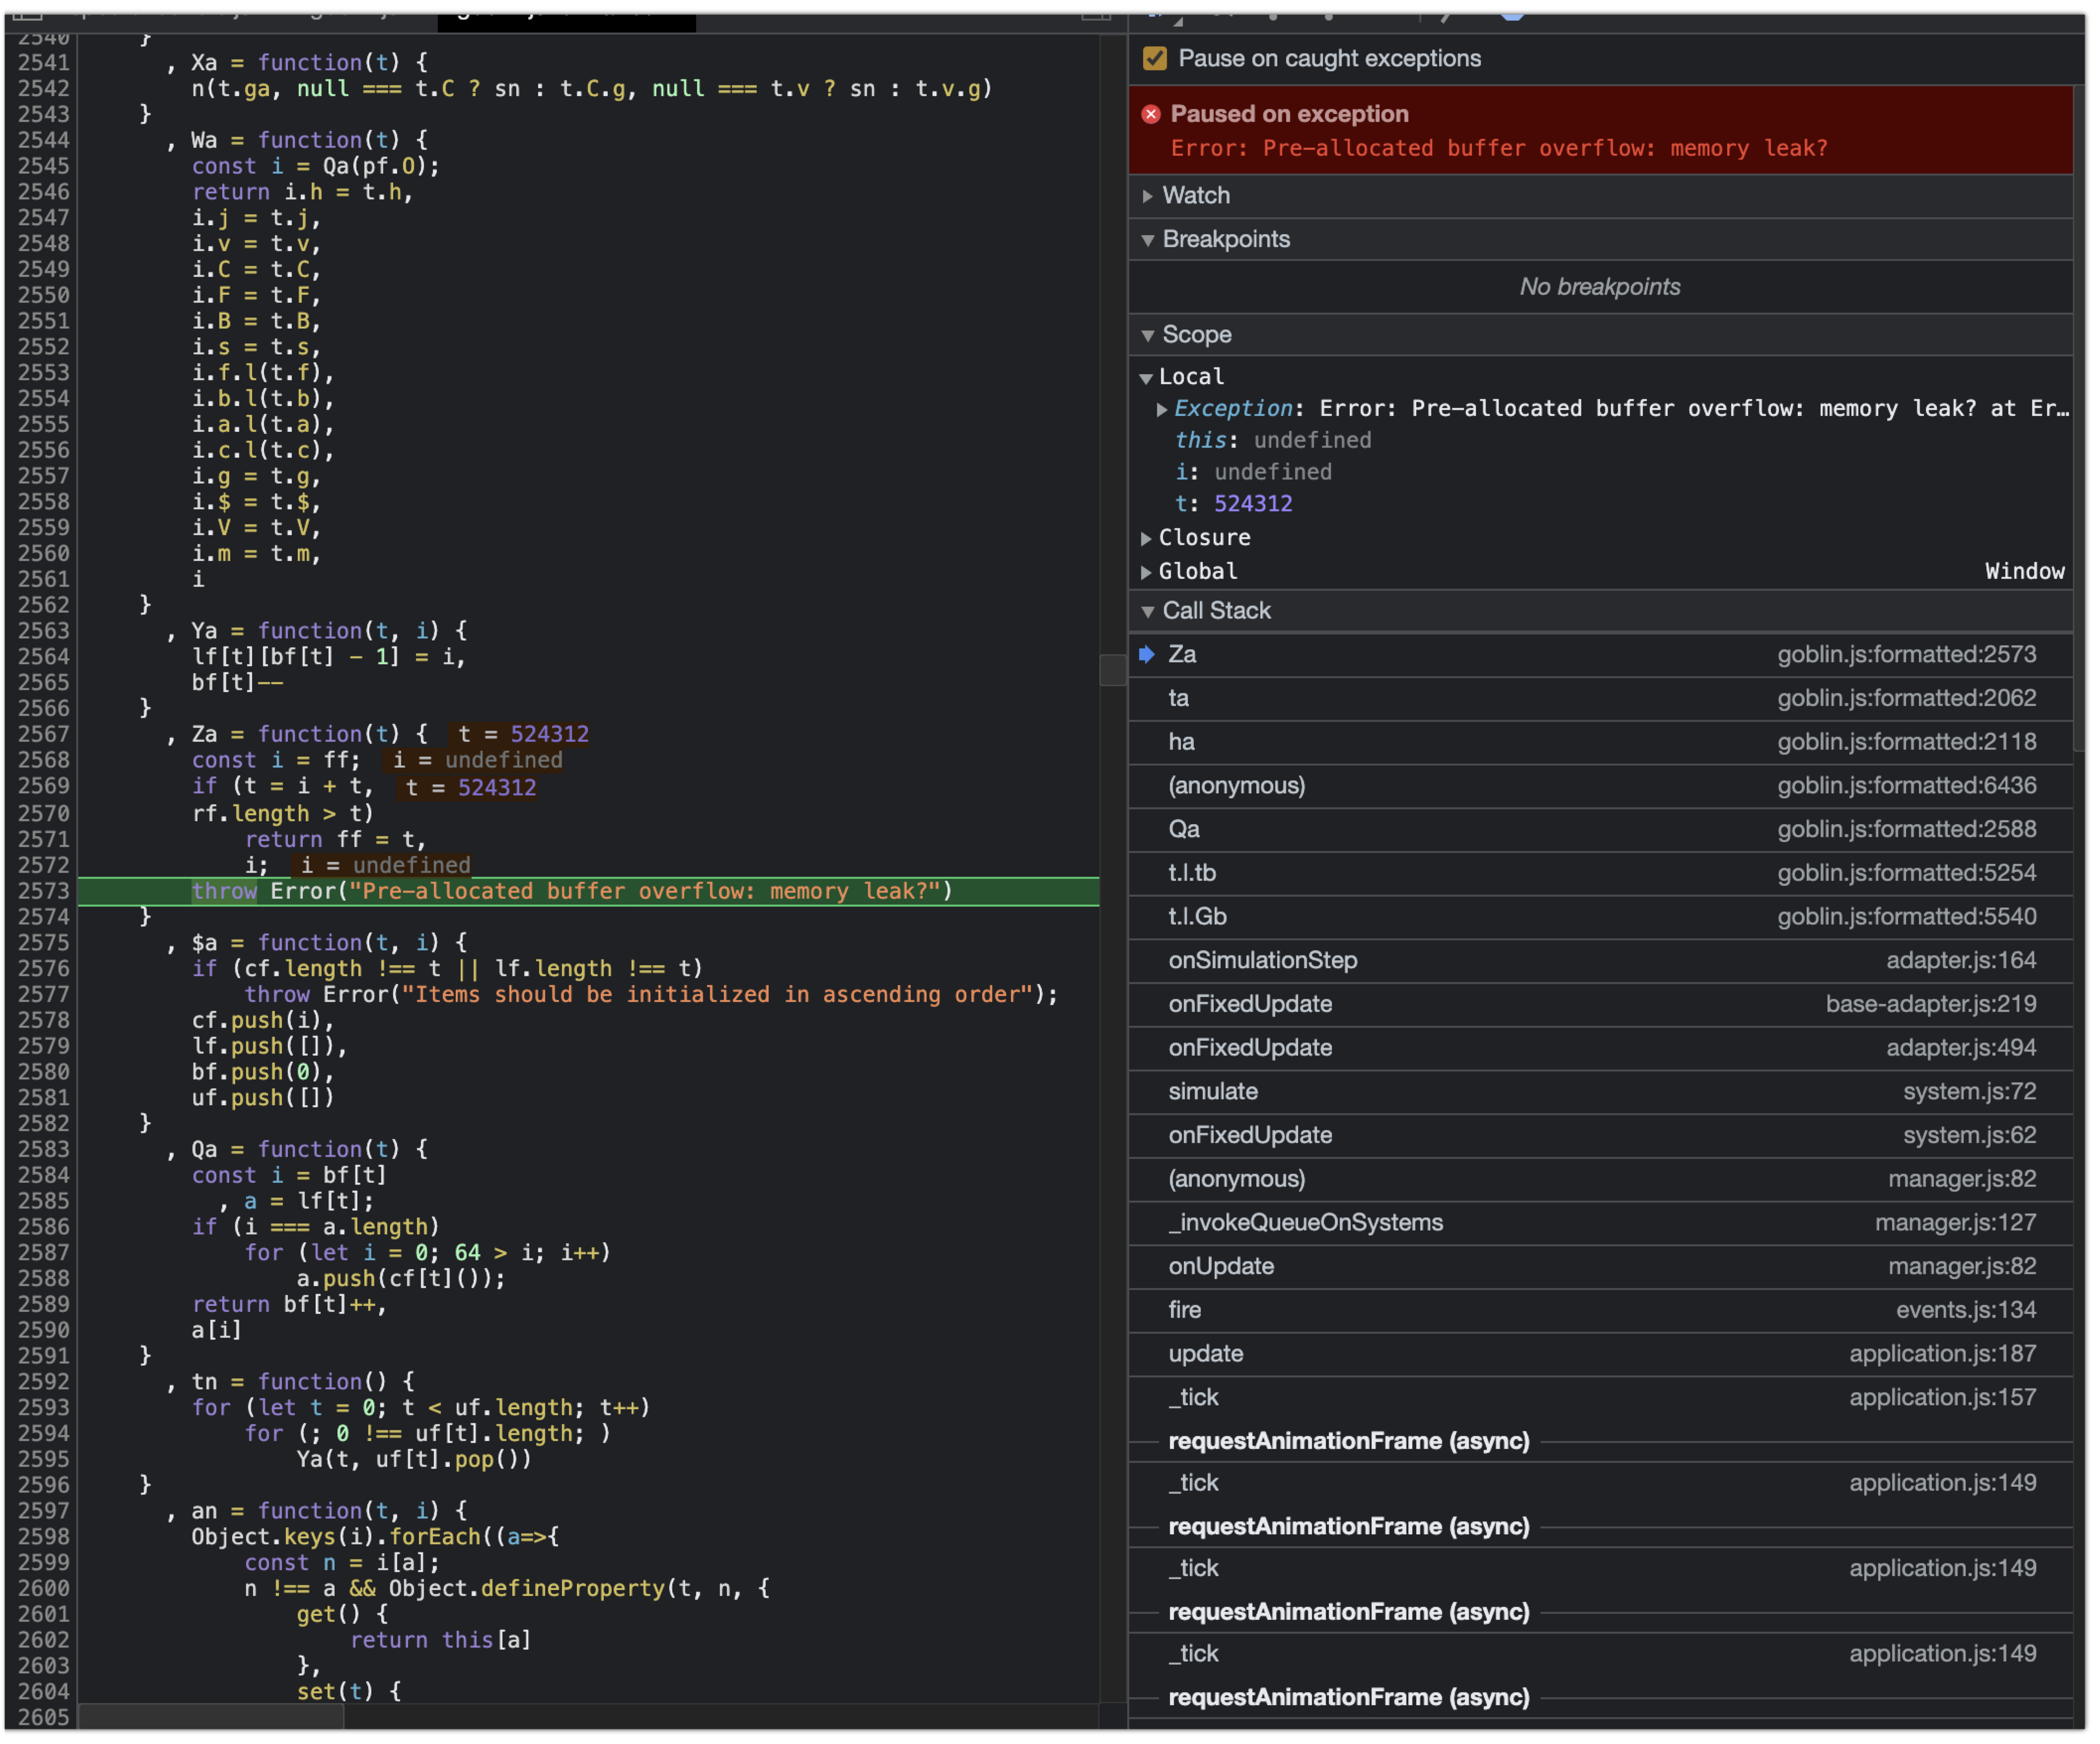 2540 }
2541 , Xa = function(t) {
2542 n(t.ga, null === t.C ? sn : t.C.g, null === t.v ? sn : t.v.g)
2543 }
2544 , Wa = function(t) {
2545 const i = Qa(pf.O);
2546 return i.h = t.h,
2547 i.j = t.j,
2548 i.v = t.v,
2549 i.C = t.C,
2550 i.F = t.F,
2551 i.B = t.B,
2552 i.s = t.s,
2553 i.f.l(t.f),
2554 i.b.l(t.b),
2555 i.a.l(t.a),
2556 i.c.l(t.c),
2557 i.g = t.g,
2558 i.$ = t.$,
2559 i.V = t.V,
2560 i.m = t.m,
2561 i
2562 }
2563 , Ya = function(t, i) {
2564 lf[t][bf[t] - 1] = i,
2565 bf[t]--
2566 }
2567 , Za = function(t) { t = 524312
2568 const i = ff; i = undefined
2569 if (t = i + t, t = 524312
2570 rf.length > t)
2571 return ff = t,
2572 i; i = undefined
2573 throw Error("Pre-allocated buffer overflow: memory leak?")
2574 }
2575 , $a = function(t, i) {
2576 if (cf.length !== t || lf.length !== t)
2577 throw Error("Items should be initialized in ascending order");
2578 cf.push(i),
2579 lf.push([]),
2580 bf.push(0),
2581 uf.push([])
2582 }
2583 , Qa = function(t) {
2584 const i = bf[t]
2585 , a = lf[t];
2586 if (i === a.length)
2587 for (let i = 0; 64 > i; i++)
2588 a.push(cf[t]());
2589 return bf[t]++,
2590 a[i]
2591 }
2592 , tn = function() {
2593 for (let t = 0; t < uf.length; t++)
2594 for (; 0 !== uf[t].length; )
2595 Ya(t, uf[t].pop())
2596 }
2597 , an = function(t, i) {
2598 Object.keys(i).forEach((a=>{
2599 const n = i[a];
2600 n !== a && Object.defineProperty(t, n, {
2601 get() {
2602 return this[a]
2603 },
2604 set(t) {
2605
Pause on caught exceptions
Paused on exception
Error: Pre-allocated buffer overflow: memory leak?
Watch
Breakpoints
No breakpoints
Scope
Local
Exception: Error: Pre-allocated buffer overflow: memory leak? at Er…
this: undefined
i: undefined
t: 524312
Closure
Global Window
Call Stack
Za goblin.js:formatted:2573
ta goblin.js:formatted:2062
ha goblin.js:formatted:2118
(anonymous) goblin.js:formatted:6436
Qa goblin.js:formatted:2588
t.l.tb goblin.js:formatted:5254
t.l.Gb goblin.js:formatted:5540
onSimulationStep adapter.js:164
onFixedUpdate base-adapter.js:219
onFixedUpdate adapter.js:494
simulate system.js:72
onFixedUpdate system.js:62
(anonymous) manager.js:82
_invokeQueueOnSystems manager.js:127
onUpdate manager.js:82
fire events.js:134
update application.js:187
_tick application.js:157
requestAnimationFrame (async)
_tick application.js:149
requestAnimationFrame (async)
_tick application.js:149
requestAnimationFrame (async)
_tick application.js:149
requestAnimationFrame (async)